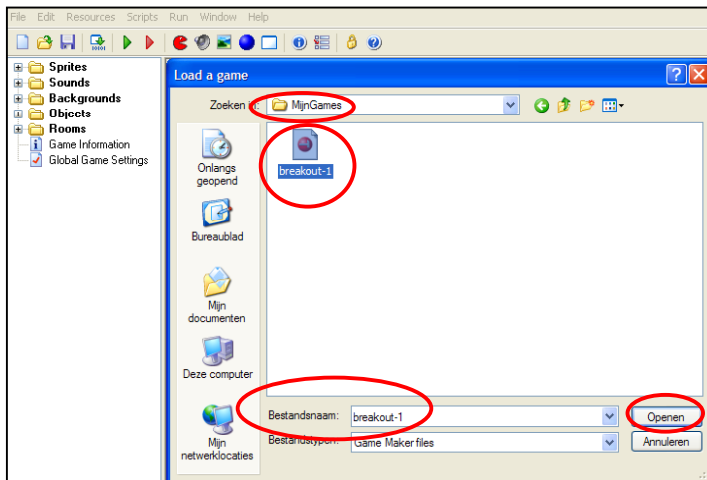 File Edit Resources Scripts Run Window Help
Sprites
Sounds
Backgrounds
Objects
Rooms
Game Information
Global Game Settings
Load a game
Zoeken in:
MijnGames
Onlangs
geopend
Bureaublad
Mijn
documenten
Deze computer
Mijn
netwerklocaties
breakout-1
Bestandsnaam:
breakout-1
Openen
Bestandstypen:
Game Maker files
Annuleren